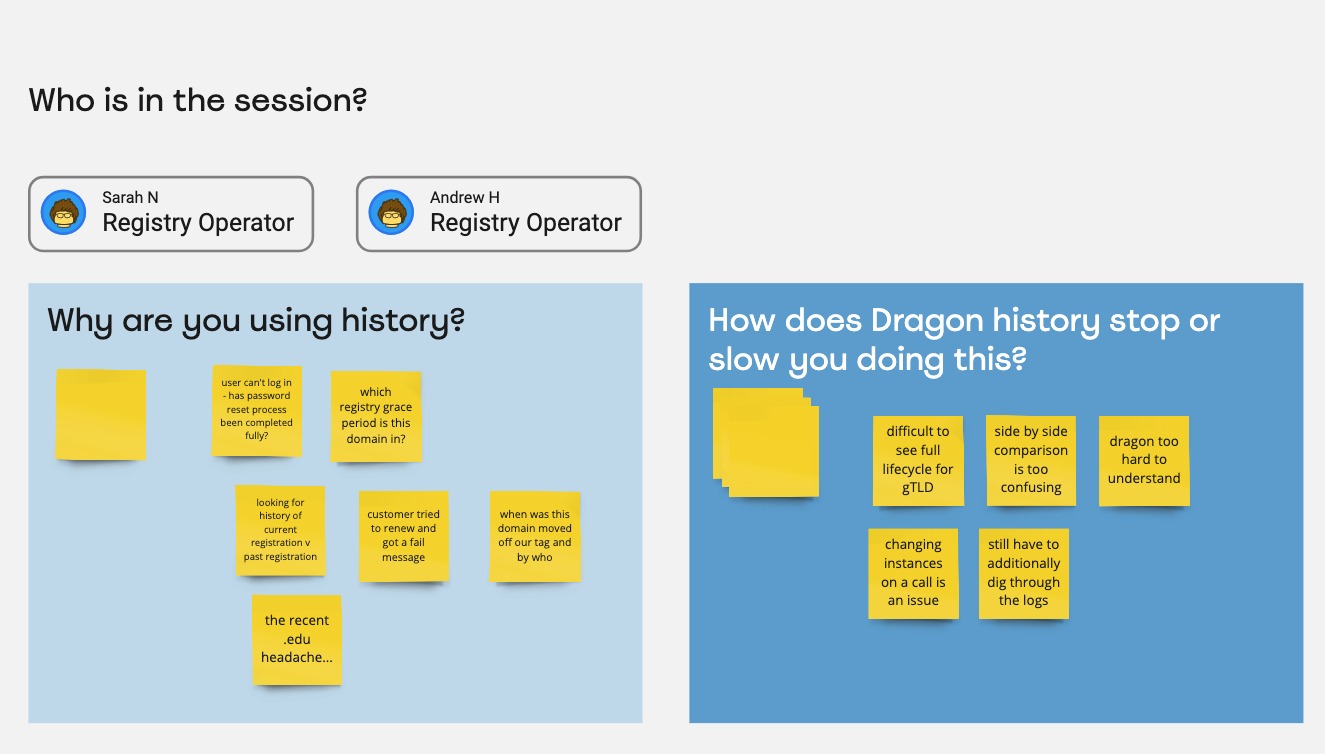 Who is in the session?
Sarah N
Registry Operator
Andrew H
Registry Operator
Why are you using history?
user can't log in
- has password
reset process
been completed
fully?
which
registry grace
period is this
domain in?
looking for
history of
current
registration v
past registration
customer tried
to renew and
got a fail
message
when was this
domain moved
off our tag and
by who
the recent
.edu
headache...
How does Dragon history stop or
slow you doing this?
difficult to
see full
lifecycle for
gTLD
side by side
comparison
is too
confusing
dragon too
hard to
understand
changing
instances
on a call is
an issue
still have to
additionally
dig through
the logs